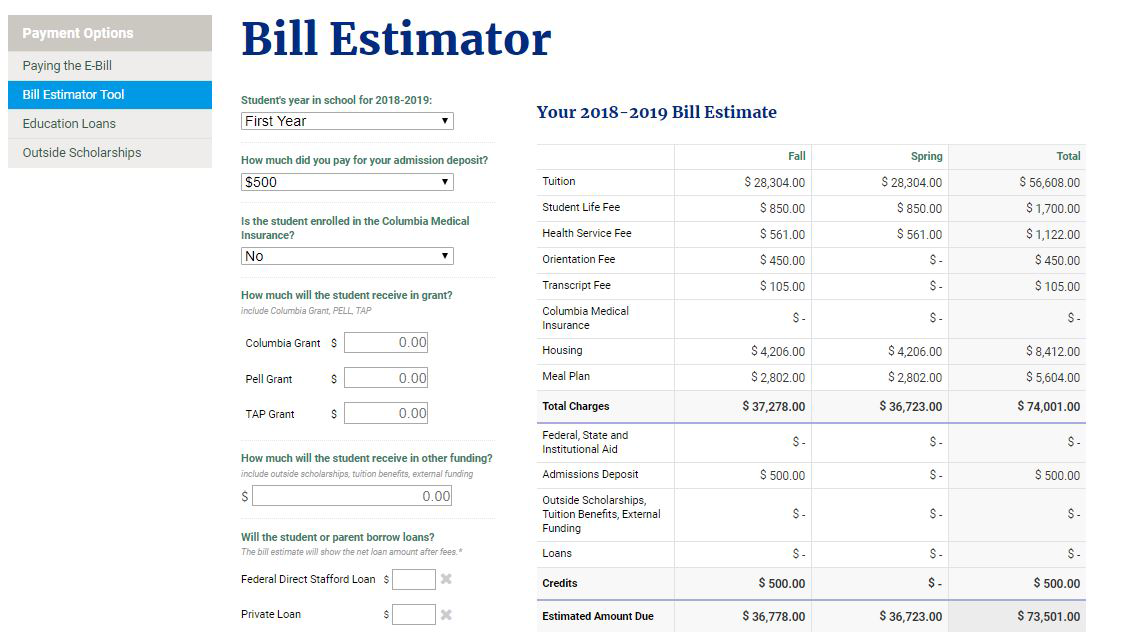 Payment Options
Paying the E-Bill
Bill Estimator Tool
Education Loans
Outside Scholarships
Bill Estimator
Student's year in school for 2018-2019:
First Year
How much did you pay for your admission deposit?
$500
Is the student enrolled in the Columbia Medical
Insurance?
No
How much will the student receive in grant?
include Columbia Grant, PELL, TAP
Columbia Grant $ 0.00
Pell Grant $ 0.00
TAP Grant $ 0.00
How much will the student receive in other funding?
include outside scholarships, tuition benefits, external funding
$ 0.00
Will the student or parent borrow loans?
The bill estimate will show the net loan amount after fees.*
Federal Direct Stafford Loan $
Private Loan $
Your 2018-2019 Bill Estimate
Fall Spring Total
Tuition $ 28,304.00 $ 28,304.00 $ 56,608.00
Student Life Fee $ 850.00 $ 850.00 $ 1,700.00
Health Service Fee $ 561.00 $ 561.00 $ 1,122.00
Orientation Fee $ 450.00 $ - $ 450.00
Transcript Fee $ 105.00 $ - $ 105.00
Columbia Medical
Insurance $ - $ - $ -
Housing $ 4,206.00 $ 4,206.00 $ 8,412.00
Meal Plan $ 2,802.00 $ 2,802.00 $ 5,604.00
Total Charges $ 37,278.00 $ 36,723.00 $ 74,001.00
Federal, State and
Institutional Aid $ - $ - $ -
Admissions Deposit $ 500.00 $ - $ 500.00
Outside Scholarships,
Tuition Benefits, External $ - $ - $ -
Funding
Loans $ - $ - $ -
Credits $ 500.00 $ - $ 500.00
Estimated Amount Due $ 36,778.00 $ 36,723.00 $ 73,501.00